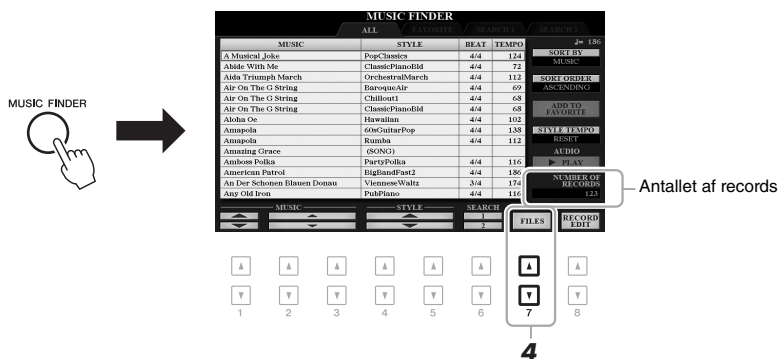 MUSIC FINDER
MUSIC FINDER
ALL FAVORITE SEARCH 1 SEARCH 2
MUSIC STYLE BEAT TEMPO
♩= 186
A Musical Joke PopClassics 4/4 124
Abide With Me ClassicPianoBld 4/4 72
Aida Triumph March OrchestralMarch 4/4 112
Air On The G String BaroqueAir 4/4 69
Air On The G String Chillout1 4/4 68
Air On The G String ClassicPianoBld 4/4 68
Aloha Oe Hawaiian 4/4 102
Amapola 60sGuitarPop 4/4 138
Amapola Rumba 4/4 112
Amazing Grace (SONG)
Amboss Polka PartyPolka 4/4 116
American Patrol BigBandFast2 4/4 186
An Der Schonen Blauen Donau VienneseWaltz 3/4 174
Any Old Iron PubPiano 4/4 116
SORT BY
MUSIC
SORT ORDER
ASCENDING
ADD TO
FAVORITE
STYLE TEMPO
RESET
AUDIO
▶ PLAY
NUMBER OF
RECORDS
123
Antallet af records
MUSIC STYLE SEARCH
1
2
FILES
RECORD
EDIT
1 2 3 4 5 6 7 8
4